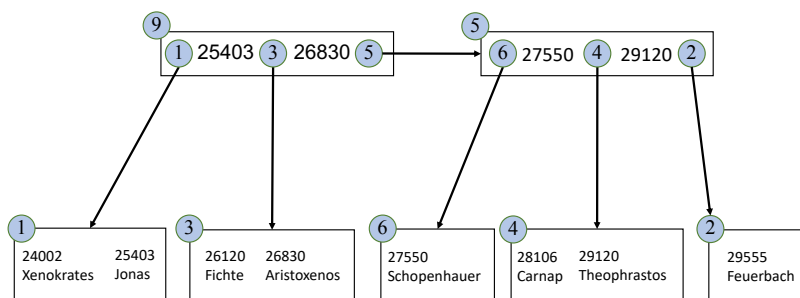 9
5
1 25403 3 26830 5
6 27550 4 29120 2
1
3
6
4
2
24002 25403
Xenokrates Jonas
26120 26830
Fichte Aristoxenos
27550
Schopenhauer
28106 29120
Carnap Theophrastos
29555
Feuerbach